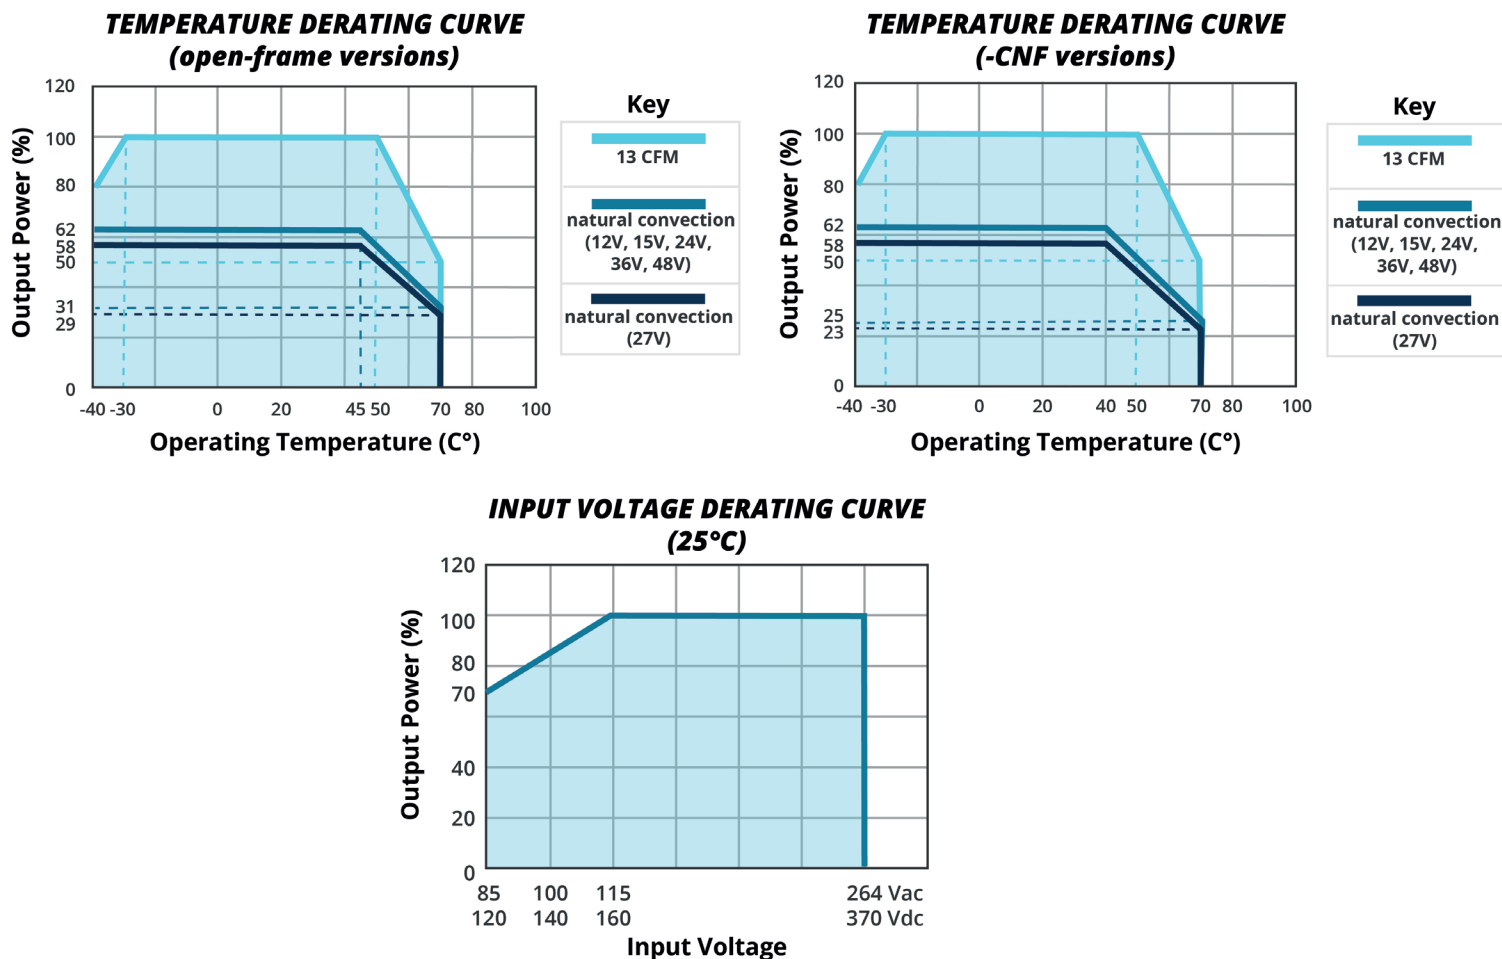 TEMPERATURE DERATING CURVE
(open-frame versions)
120
100
80
62
58
50
31
29
0
Output Power (%)
-40 -30 0 20 45 50 70 80 100
Operating Temperature (C°)
Key
13 CFM
natural convection
(12V, 15V, 24V,
36V, 48V)
natural convection
(27V)
TEMPERATURE DERATING CURVE
(-CNF versions)
120
100
80
62
58
50
25
23
0
Output Power (%)
-40 -30 0 20 40 50 70 80 100
Operating Temperature (C°)
Key
13 CFM
natural convection
(12V, 15V, 24V,
36V, 48V)
natural convection
(27V)
INPUT VOLTAGE DERATING CURVE
(25°C)
120
100
80
70
40
20
0
Output Power (%)
85 100 115 264 Vac
120 140 160 370 Vdc
Input Voltage